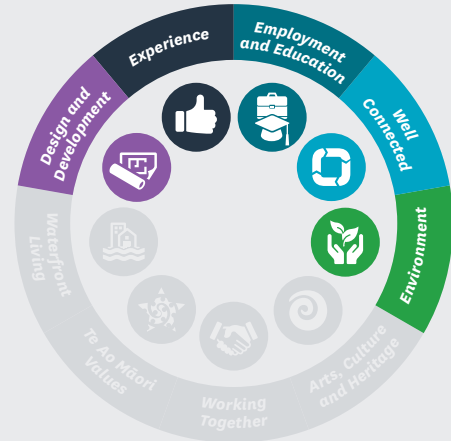 Experience
Employment
and Education
Well
Connected
Environment
Arts, Culture
and Heritage
Working
Together
Te Ao Māori
Values
Waterfront
Living
Design and
Development